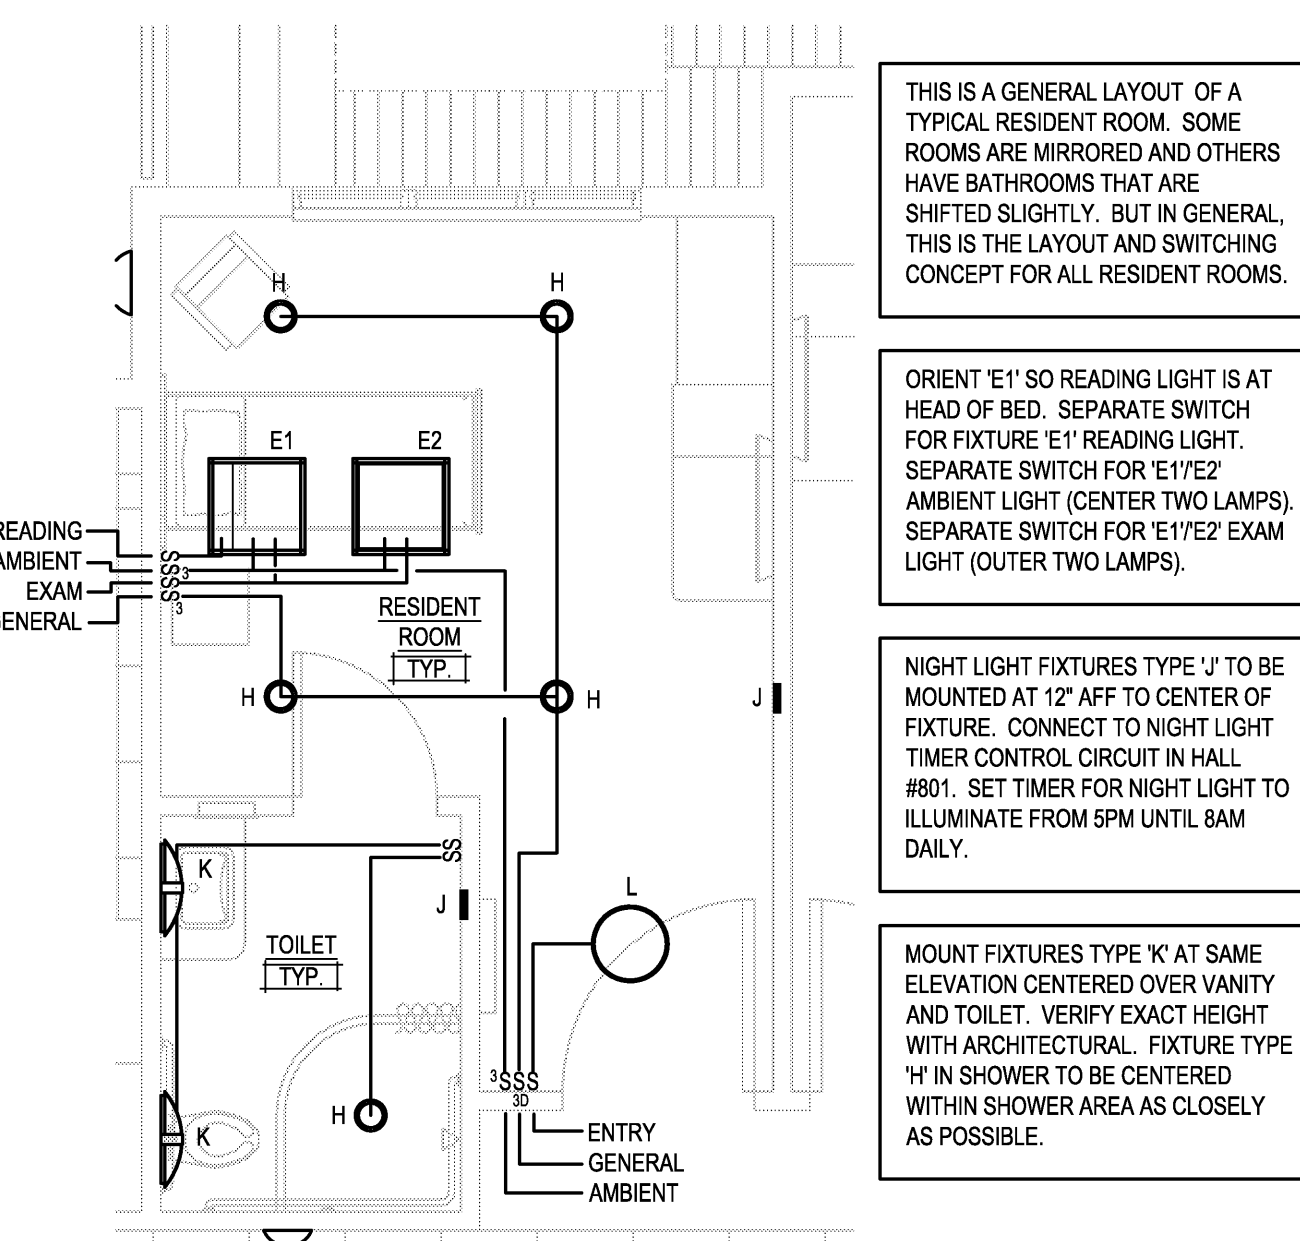 THIS IS A GENERAL LAYOUT OF A
TYPICAL RESIDENT ROOM. SOME
ROOMS ARE MIRRORED AND OTHERS
HAVE BATHROOMS THAT ARE
SHIFTED SLIGHTLY. BUT IN GENERAL,
THIS IS THE LAYOUT AND SWITCHING
CONCEPT FOR ALL RESIDENT ROOMS.
ORIENT 'E1' SO READING LIGHT IS AT
HEAD OF BED. SEPARATE SWITCH
FOR FIXTURE 'E1' READING LIGHT.
SEPARATE SWITCH FOR 'E1'/'E2'
AMBIENT LIGHT (CENTER TWO LAMPS).
SEPARATE SWITCH FOR 'E1'/'E2' EXAM
LIGHT (OUTER TWO LAMPS).
NIGHT LIGHT FIXTURES TYPE 'J' TO BE
MOUNTED AT 12" AFF TO CENTER OF
FIXTURE. CONNECT TO NIGHT LIGHT
TIMER CONTROL CIRCUIT IN HALL
#801. SET TIMER FOR NIGHT LIGHT TO
ILLUMINATE FROM 5PM UNTIL 8AM
DAILY.
MOUNT FIXTURES TYPE 'K' AT SAME
ELEVATION CENTERED OVER VANITY
AND TOILET. VERIFY EXACT HEIGHT
WITH ARCHITECTURAL. FIXTURE TYPE
'H' IN SHOWER TO BE CENTERED
WITHIN SHOWER AREA AS CLOSELY
AS POSSIBLE.
H
H
E1
E2
READING
AMBIENT
EXAM
GENERAL
S
S3
S
S3
RESIDENT
ROOM
TYP.
H
H
J
SS
K
J
L
TOILET
TYP.
3SSS
3D
H
K
ENTRY
GENERAL
AMBIENT